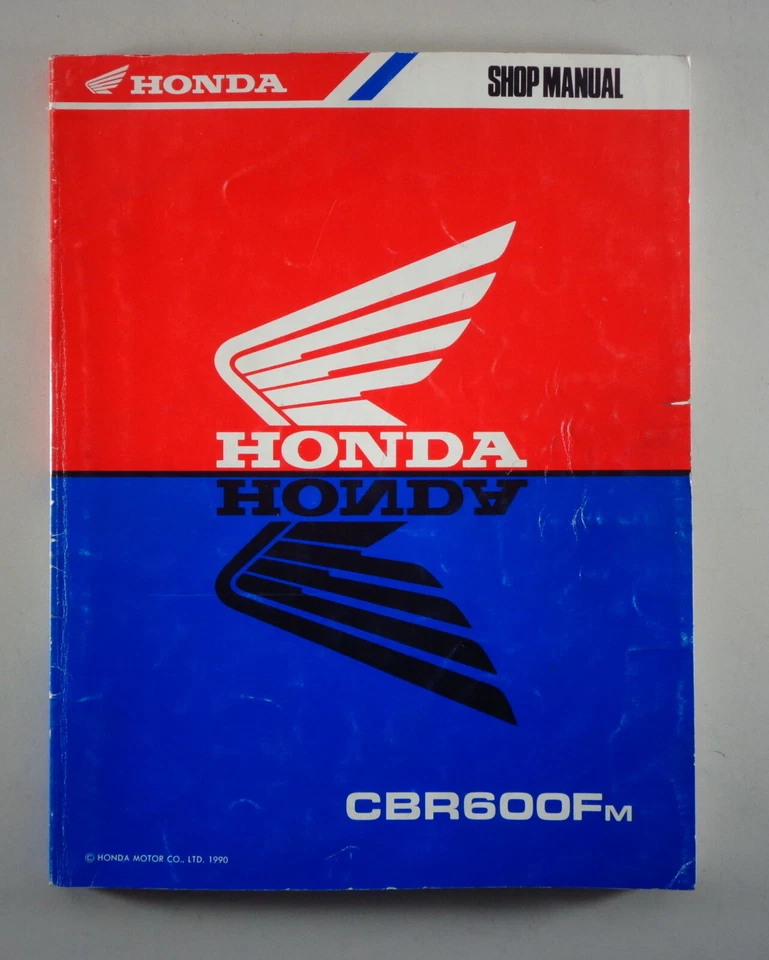 HONDA SHOP MANUAL
HONDA
HONDA
CBR600FM
© HONDA MOTOR CO., LTD. 1990